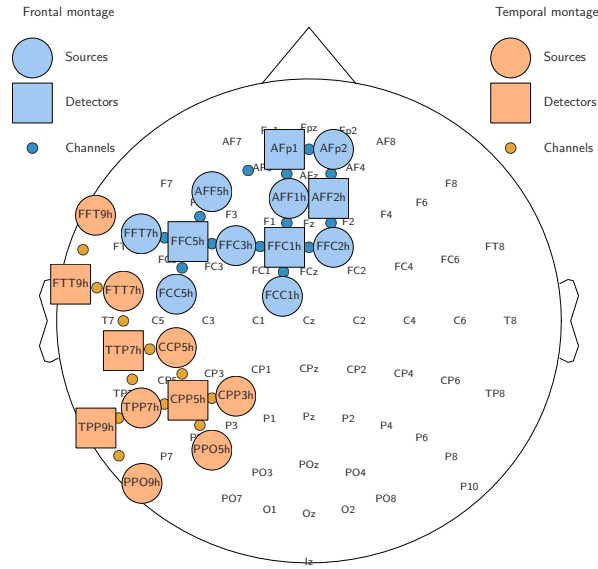 Frontal montage
Temporal montage
Sources
Sources
Detectors
Detectors
Channels
Channels
Fpz
Fp2
AF7
AFp1
AFp2
AF8
AF4
AFz
F7
AFF5h
AFF1h
AFF2h
F8
F6
FFT9h
F3
F1
Fz
F2
F4
FFT7h
FFC5h
FFC3h
FFC1h
FFC2h
FT8
FC3
FC1
FCz
FC2
FC4
FC6
FTT9h
FTT7h
FCC5h
FCC1h
T7
C5
C3
C1
Cz
C2
C4
C6
T8
TTP7h
CCP5h
CP3
CP1
CPz
CP2
CP4
CP6
TP8
TPP7h
CPP5h
CPP3h
TPP9h
P3
P1
Pz
P2
P4
P6
P7
PPO5h
P8
PO3
POz
PO4
PPO9h
P10
PO7
PO8
O1
Oz
O2
Iz